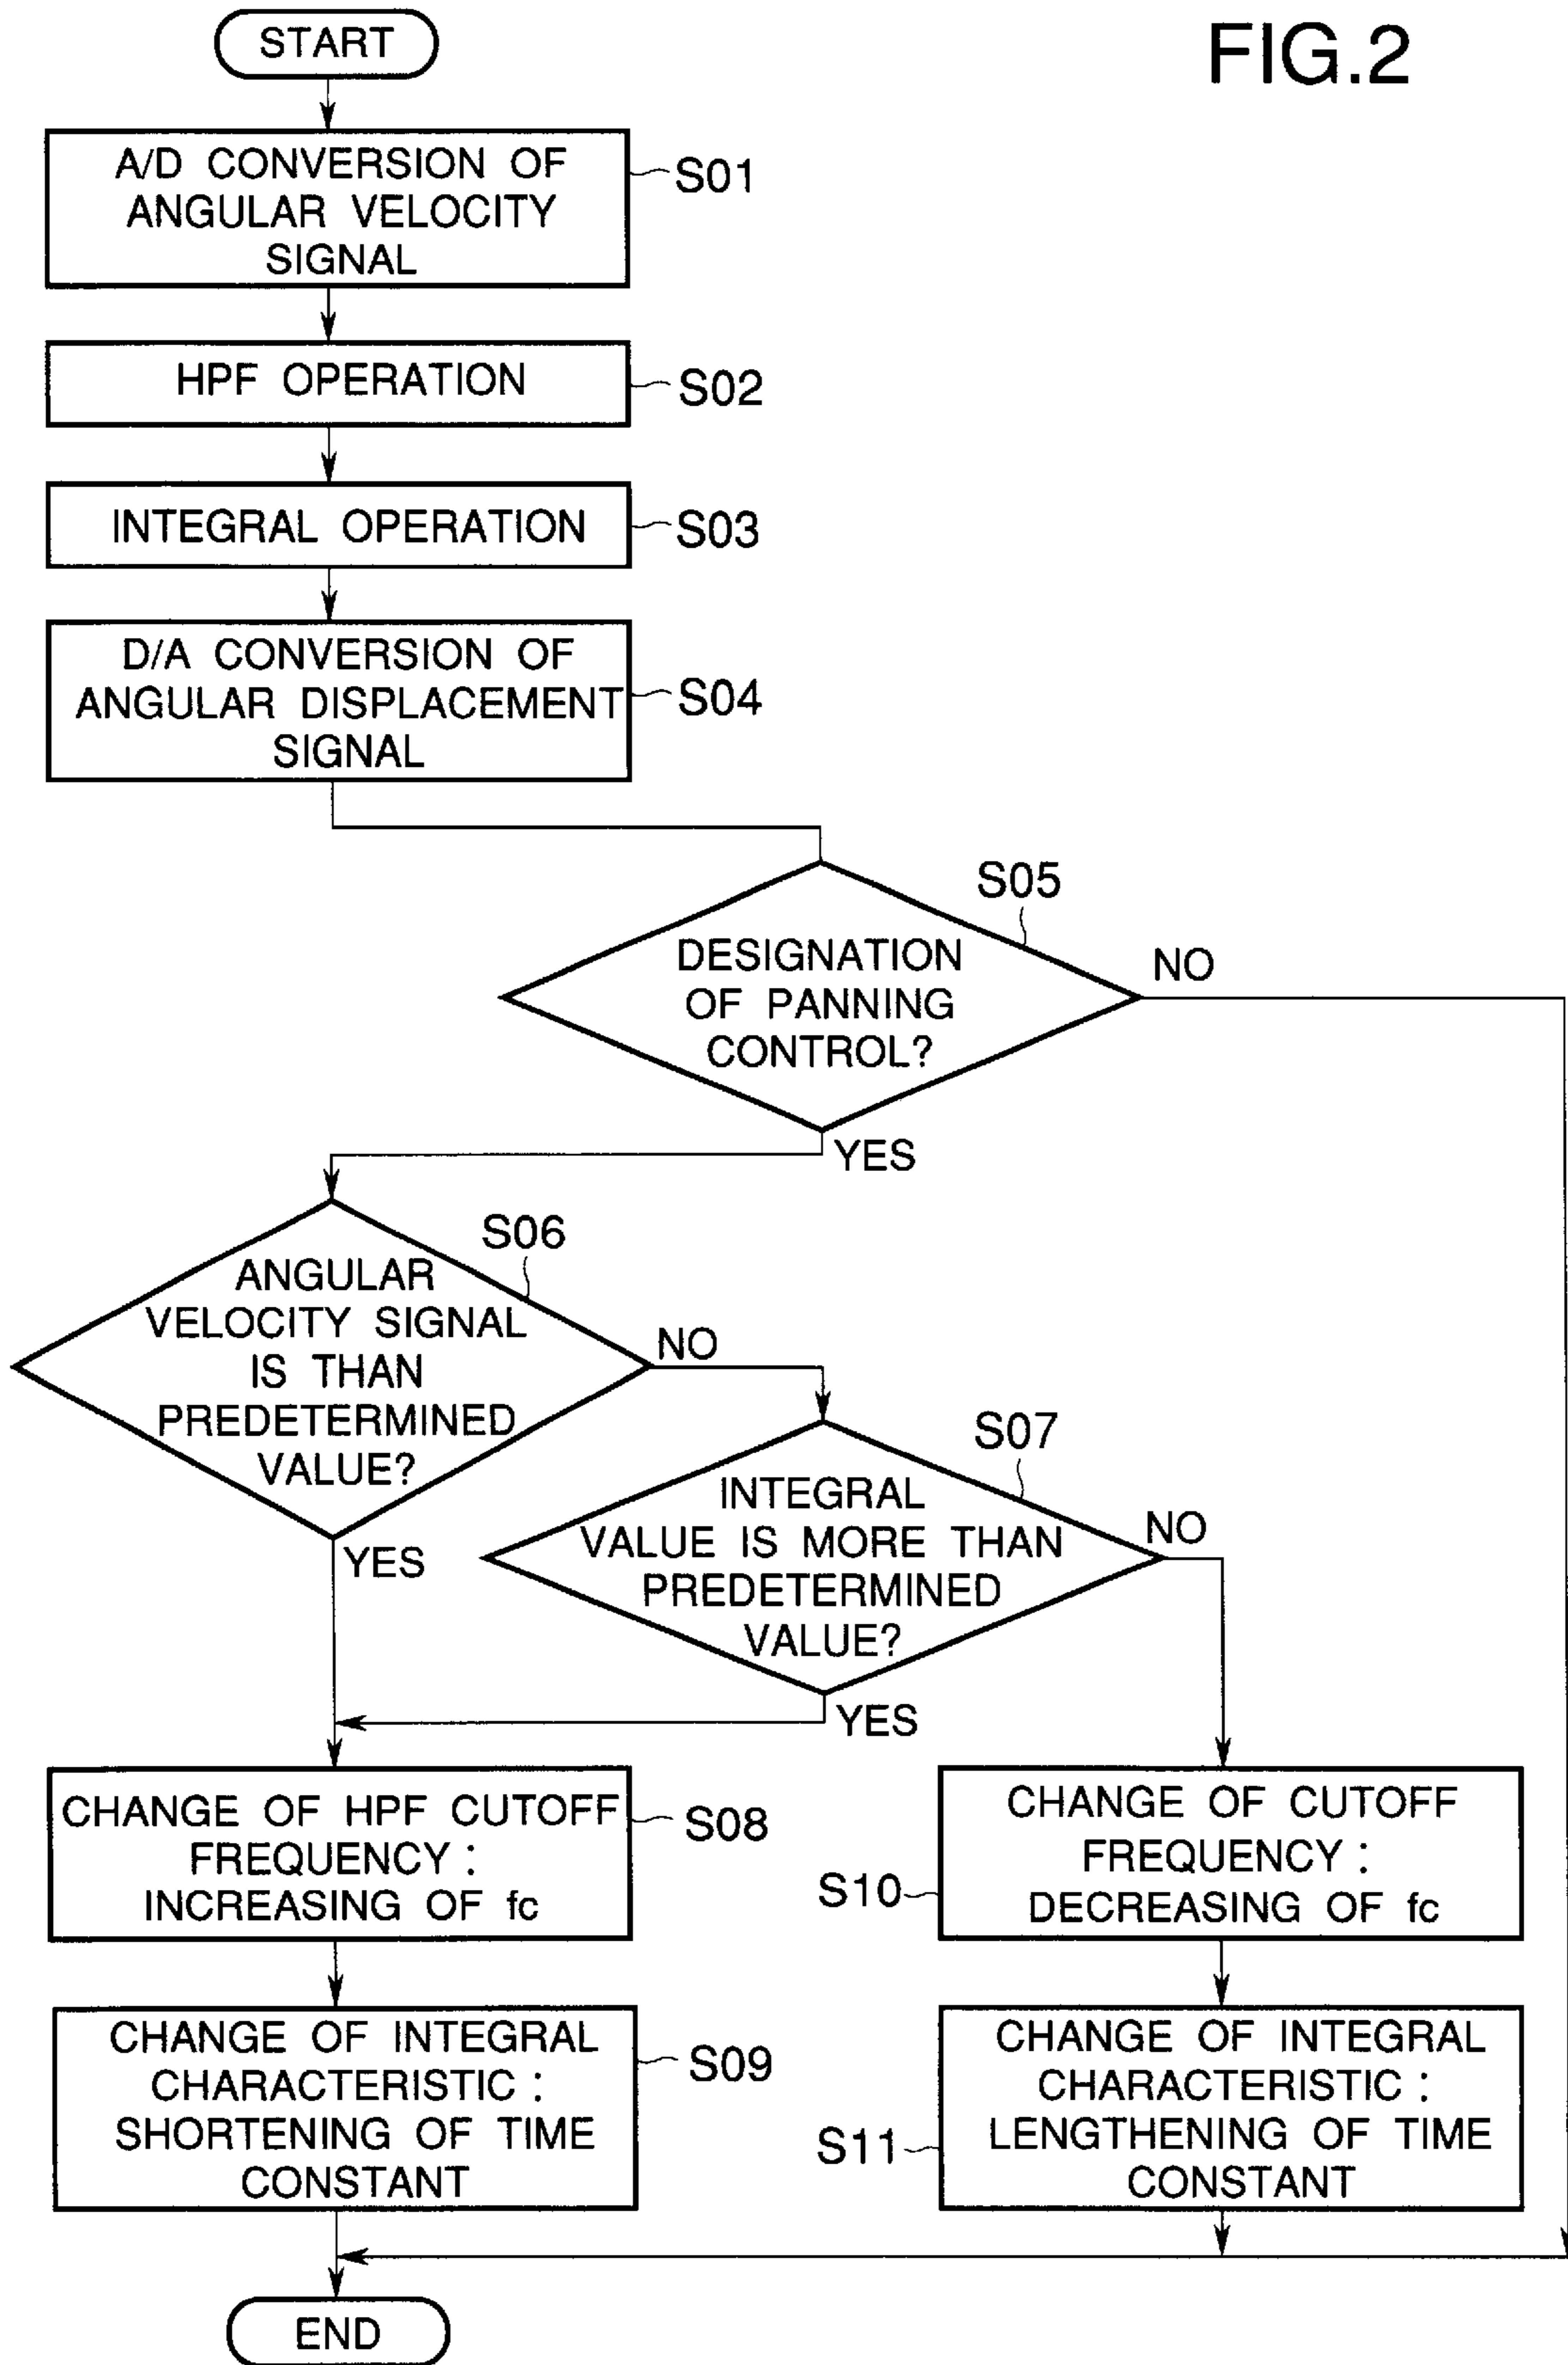 FIG.2
START
A/D CONVERSION OF
ANGULAR VELOCITY
SIGNAL
S01
HPF OPERATION
S02
INTEGRAL OPERATION
S03
D/A CONVERSION OF
ANGULAR DISPLACEMENT
SIGNAL
S04
S05
DESIGNATION
OF PANNING
CONTROL?
NO
YES
S06
ANGULAR
VELOCITY SIGNAL
IS THAN
PREDETERMINED
VALUE?
NO
YES
S07
INTEGRAL
VALUE IS MORE THAN
PREDETERMINED
VALUE?
NO
YES
CHANGE OF HPF CUTOFF
FREQUENCY :
INCREASING OF fc
S08
CHANGE OF CUTOFF
FREQUENCY :
DECREASING OF fc
S10
CHANGE OF INTEGRAL
CHARACTERISTIC :
SHORTENING OF TIME
CONSTANT
S09
CHANGE OF INTEGRAL
CHARACTERISTIC :
LENGTHENING OF TIME
CONSTANT
S11
END